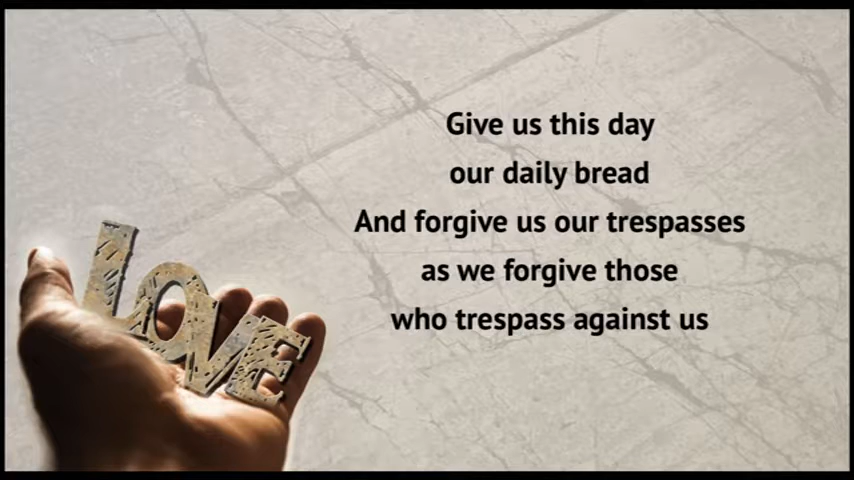 Give us this day
our daily bread
And forgive us our trespasses
as we forgive those
who trespass against us
LOVE